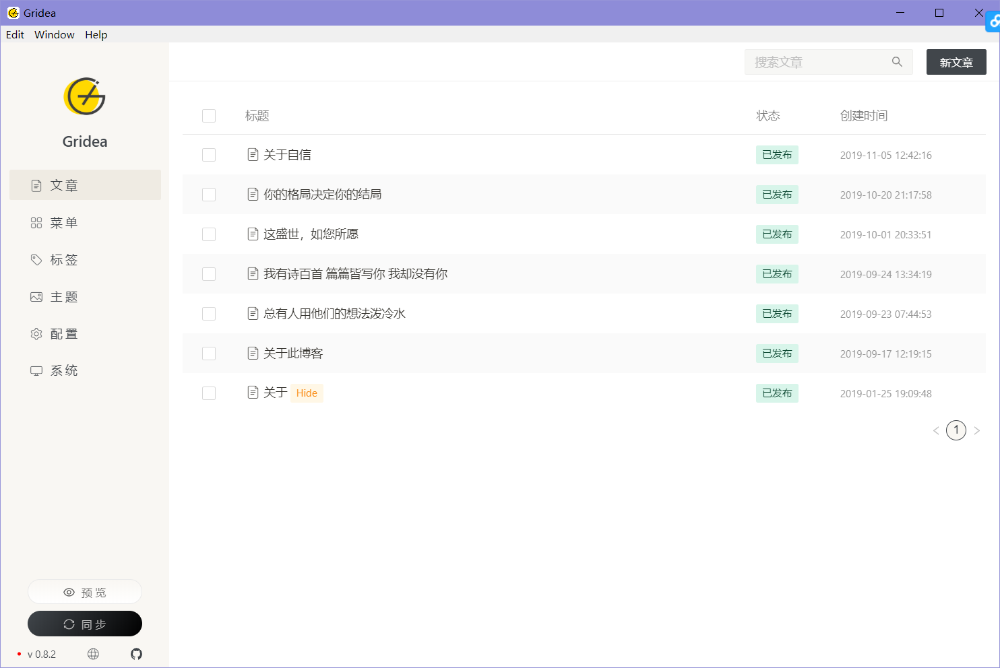 Gridea
Edit Window Help
搜索文章
新文章
Gridea
文章
菜单
标签
主题
配置
系统
标题 状态 创建时间
关于自信 已发布 2019-11-05 12:42:16
你的格局决定你的结局 已发布 2019-10-20 21:17:58
这盛世，如您所愿 已发布 2019-10-01 20:33:51
我有诗百首 篇篇皆写你 我却没有你 已发布 2019-09-24 13:34:19
总有人用他们的想法泼冷水 已发布 2019-09-23 07:44:53
关于此博客 已发布 2019-09-17 12:19:15
关于 Hide 已发布 2019-01-25 19:09:48
1
预览
同步
v 0.8.2